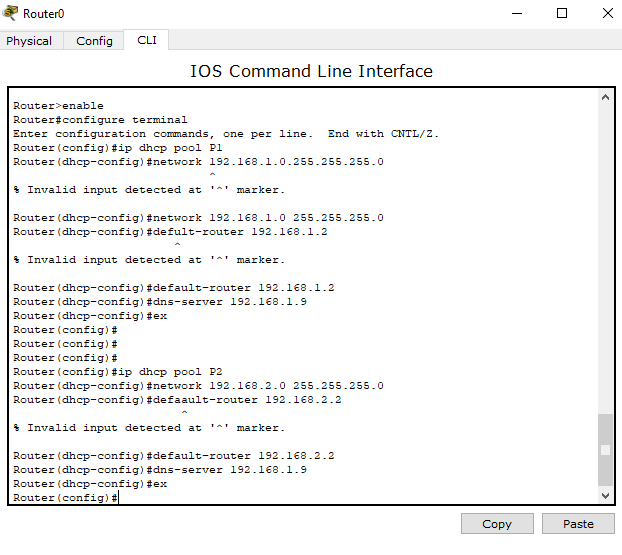 Router0
Physical Config CLI
IOS Command Line Interface
Router>enable
Router#configure terminal
Enter configuration commands, one per line.  End with CNTL/Z.
Router(config)#ip dhcp pool P1
Router(dhcp-config)#network 192.168.1.0.255.255.255.0
^
% Invalid input detected at '^' marker.
Router(dhcp-config)#network 192.168.1.0 255.255.255.0
Router(dhcp-config)#defult-router 192.168.1.2
^
% Invalid input detected at '^' marker.
Router(dhcp-config)#default-router 192.168.1.2
Router(dhcp-config)#dns-server 192.168.1.9
Router(dhcp-config)#ex
Router(config)#
Router(config)#
Router(config)#
Router(config)#ip dhcp pool P2
Router(dhcp-config)#network 192.168.2.0 255.255.255.0
Router(dhcp-config)#defaault-router 192.168.2.2
^
% Invalid input detected at '^' marker.
Router(dhcp-config)#default-router 192.168.2.2
Router(dhcp-config)#dns-server 192.168.1.9
Router(dhcp-config)#ex
Router(config)#
Copy Paste